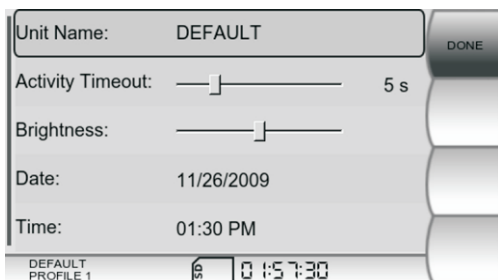 Unit Name: DEFAULT
DONE
Activity Timeout: 5 s
Brightness:
Date: 11/26/2009
Time: 01:30 PM
DEFAULT
PROFILE 1
SD
01:57:30